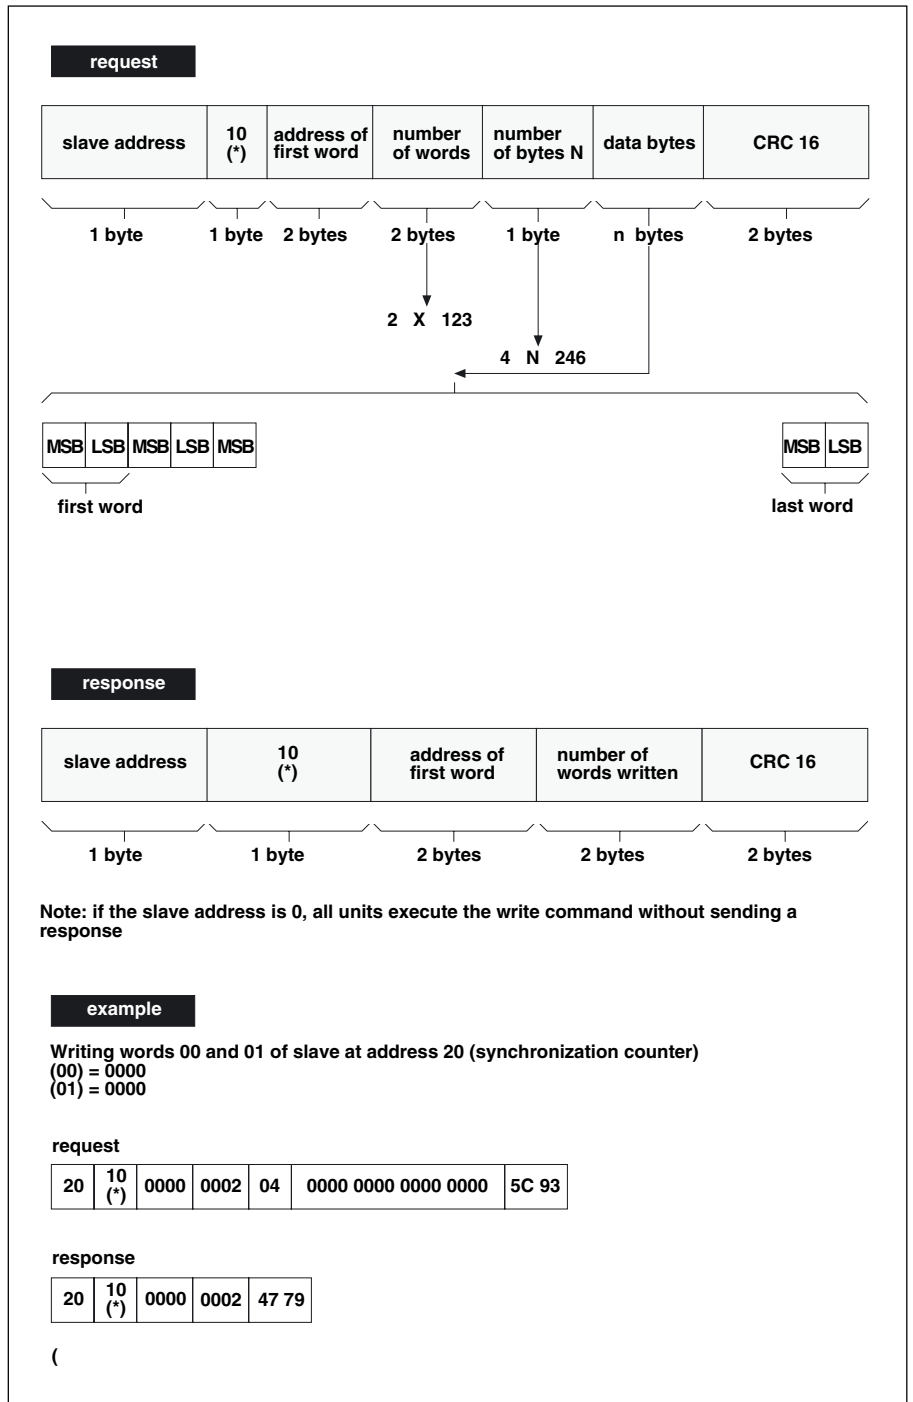 request
slave address
10
(*)
address of
first word
number
of words
number
of bytes N
data bytes
CRC 16
1 byte
1 byte
2 bytes
2 bytes
1 byte
n bytes
2 bytes
2 X 123
4 N 246
MSB LSB MSB LSB MSB
MSB LSB
first word
last word
response
slave address
10
(*)
address of
first word
number of
words written
CRC 16
1 byte
1 byte
2 bytes
2 bytes
2 bytes
Note: if the slave address is 0, all units execute the write command without sending a
response
example
Writing words 00 and 01 of slave at address 20 (synchronization counter)
(00) = 0000
(01) = 0000
request
20
10
(*)
0000
0002
04
0000 0000 0000 0000
5C 93
response
20
10
(*)
0000
0002
47 79
(